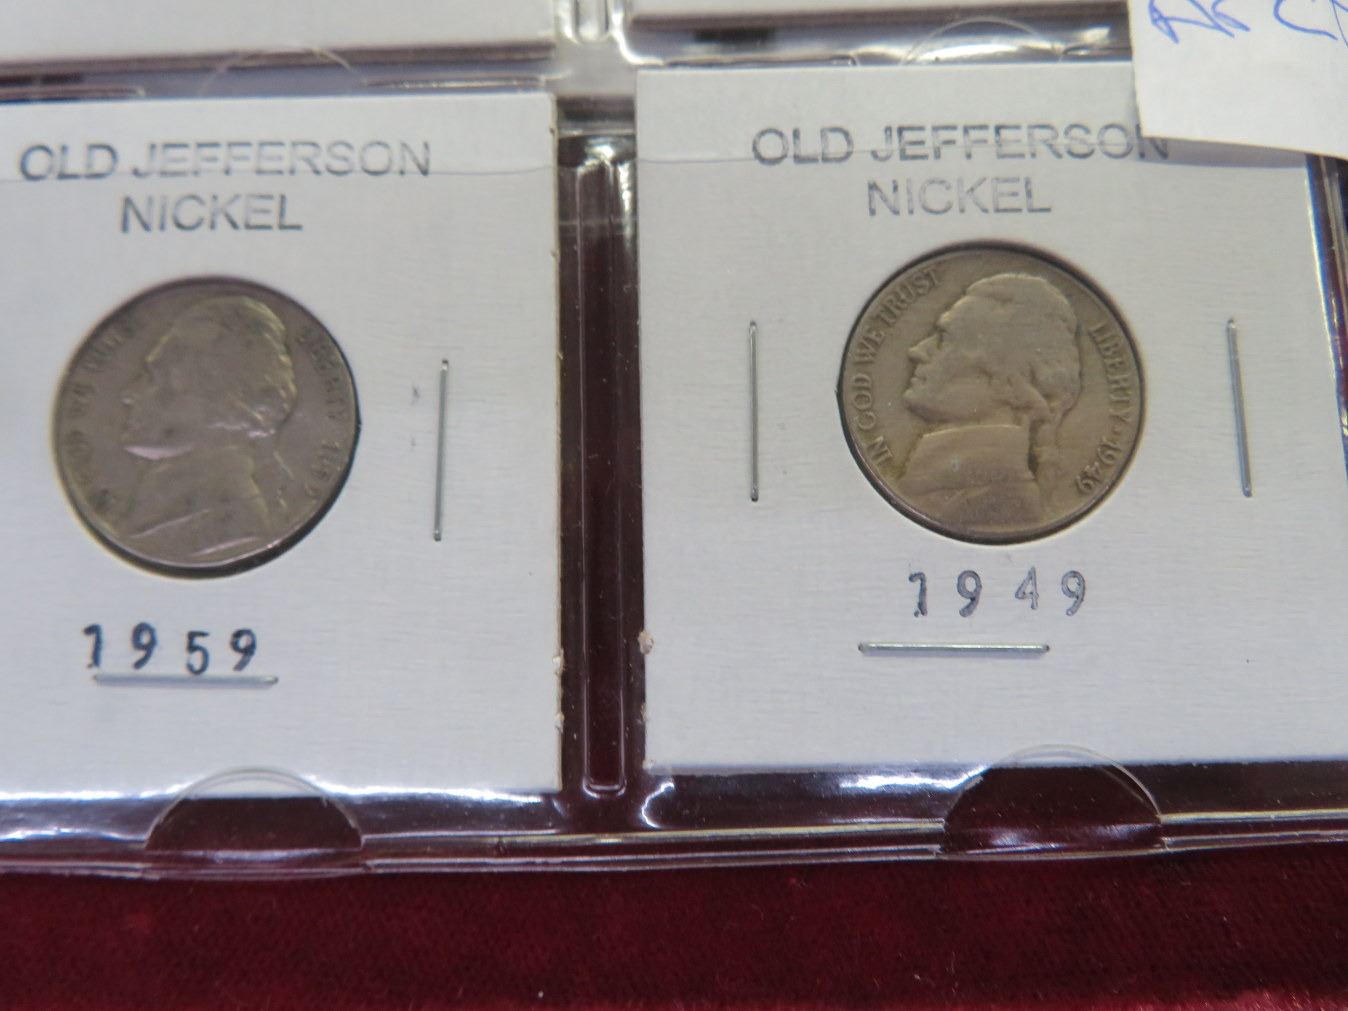 OLD JEFFERSON
NICKEL
1959
OLD JEFFERSON
NICKEL
IN GOD WE TRUST
LIBERTY · 1949
1949